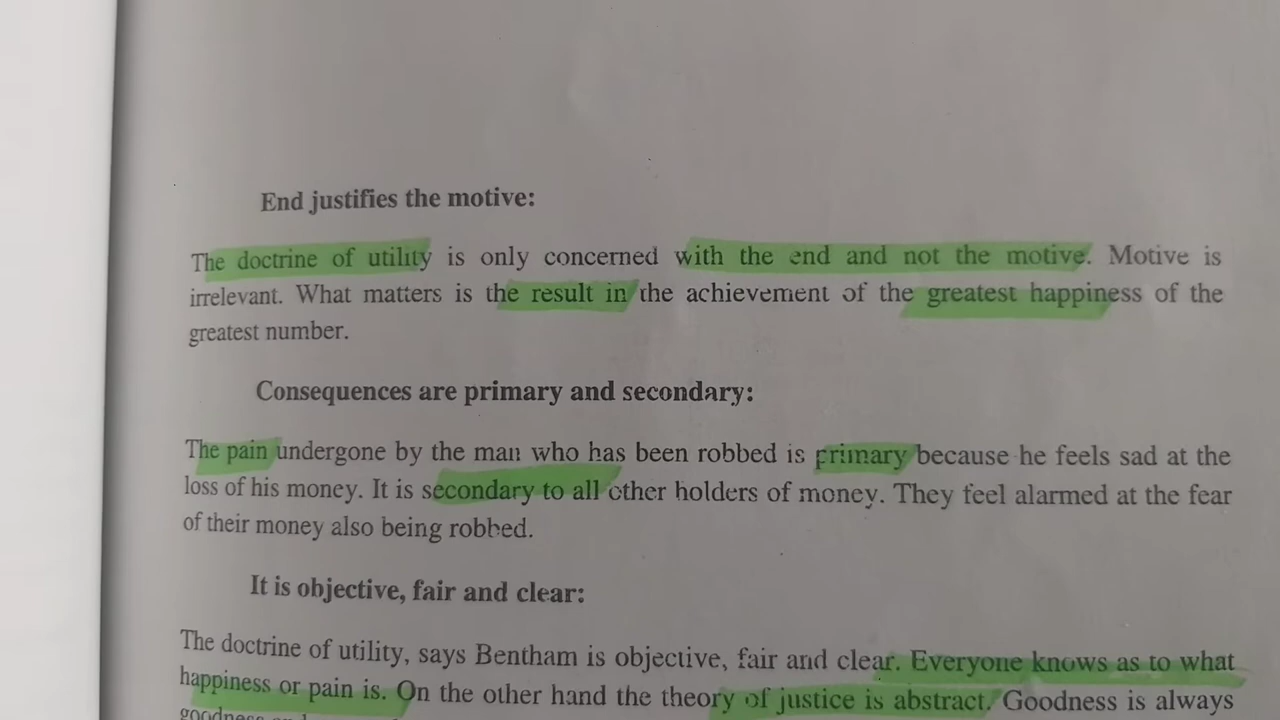 End justifies the motive:
The doctrine of utility is only concerned with the end and not the motive. Motive is
irrelevant. What matters is the result in the achievement of the greatest happiness of the
greatest number.
Consequences are primary and secondary:
The pain undergone by the man who has been robbed is primary because he feels sad at the
loss of his money. It is secondary to all other holders of money. They feel alarmed at the fear
of their money also being robbed.
It is objective, fair and clear:
The doctrine of utility, says Bentham is objective, fair and clear. Everyone knows as to what
happiness or pain is. On the other hand the theory of justice is abstract. Goodness is always
goodness